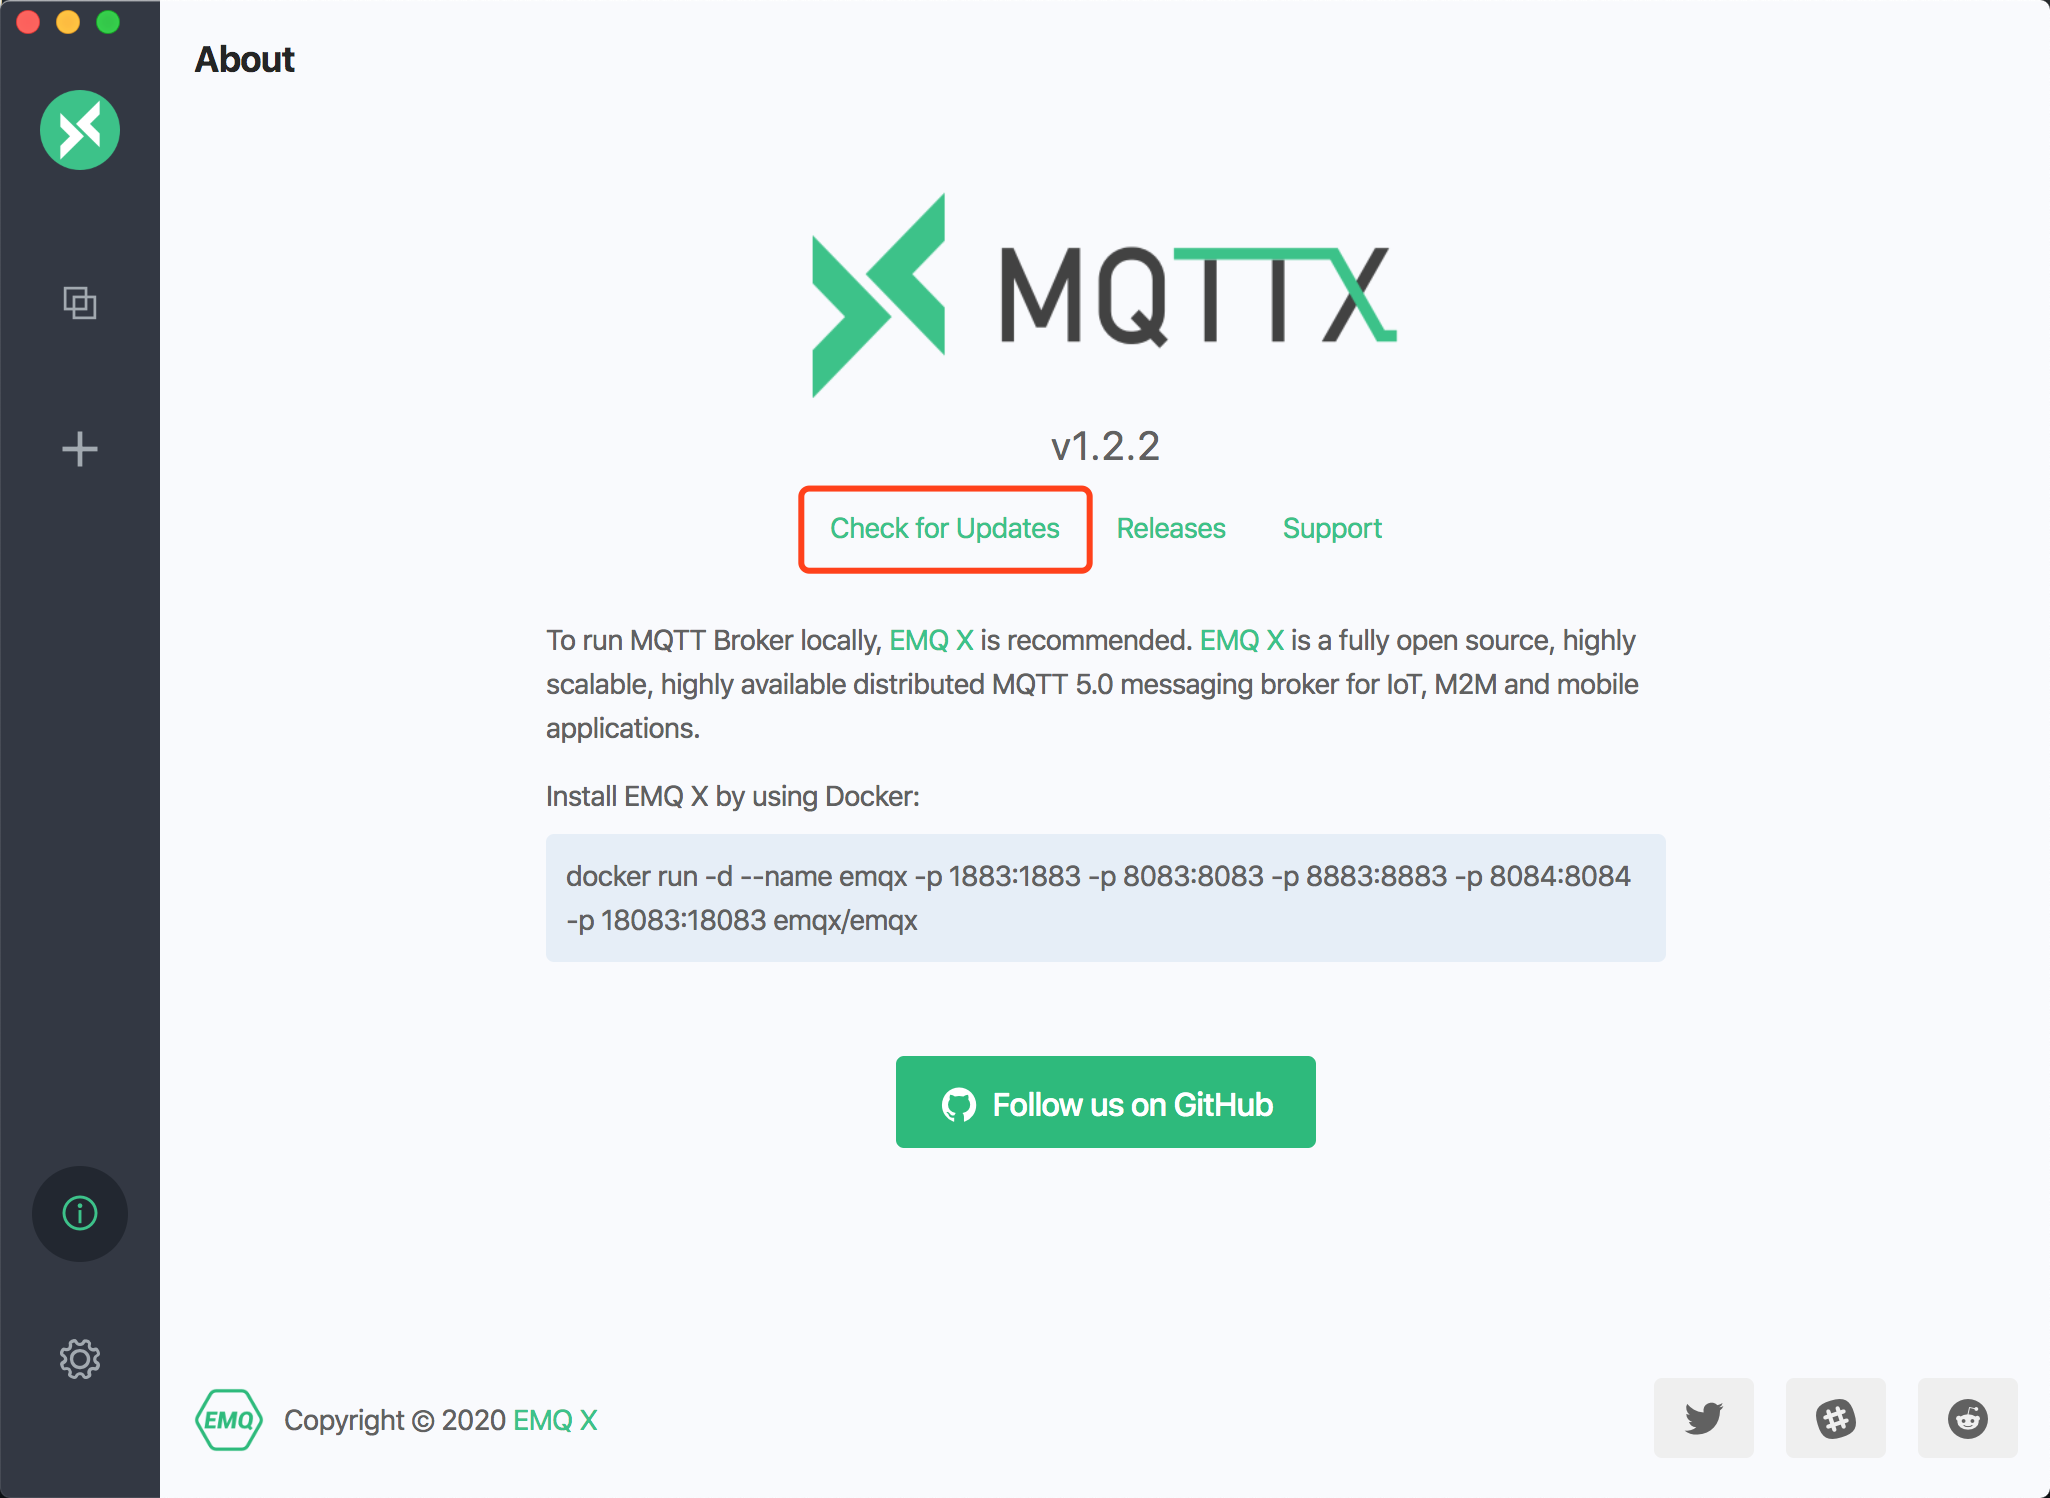 About
MQTTX
v1.2.2
Check for Updates Releases Support
To run MQTT Broker locally, EMQ X is recommended. EMQ X is a fully open source, highly
scalable, highly available distributed MQTT 5.0 messaging broker for IoT, M2M and mobile
applications.
Install EMQ X by using Docker:
docker run -d --name emqx -p 1883:1883 -p 8083:8083 -p 8883:8883 -p 8084:8084
-p 18083:18083 emqx/emqx
Follow us on GitHub
EMQ Copyright © 2020 EMQ X